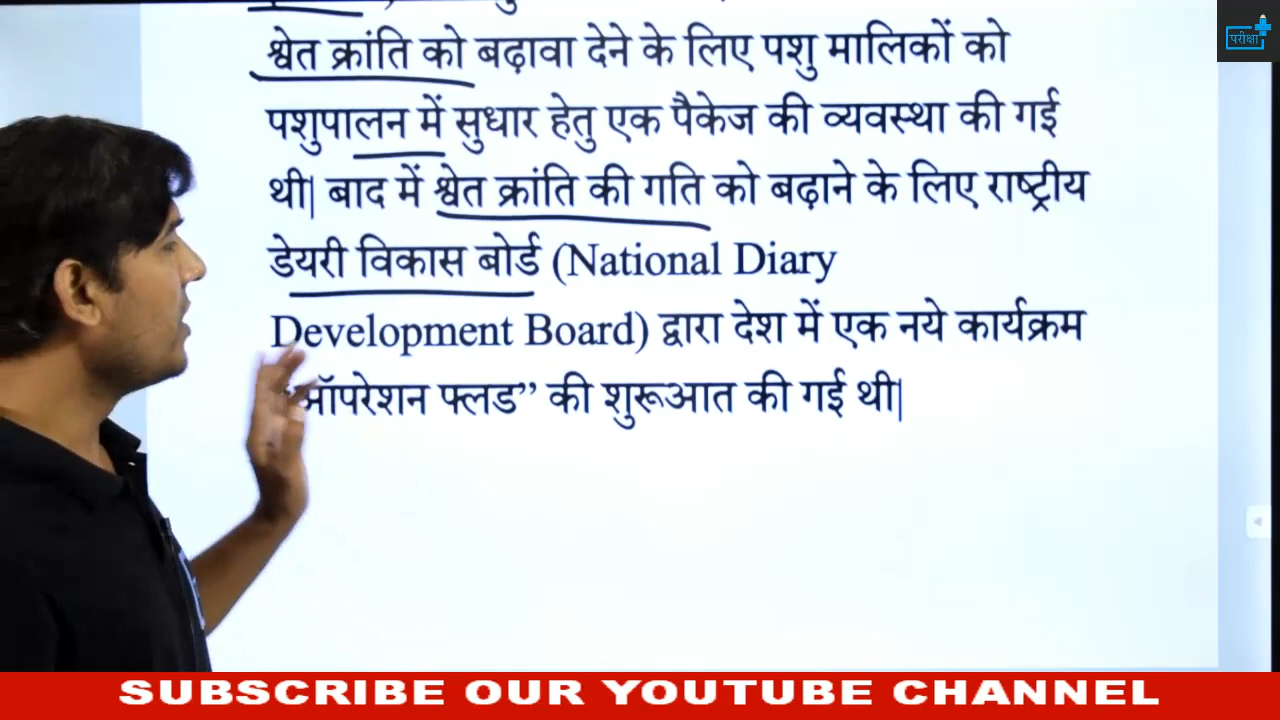 परीक्षा
श्वेत क्रांति को बढ़ावा देने के लिए पशु मालिकों को
पशुपालन में सुधार हेतु एक पैकेज की व्यवस्था की गई
थी| बाद में श्वेत क्रांति की गति को बढ़ाने के लिए राष्ट्रीय
डेयरी विकास बोर्ड (National Diary
Development Board) द्वारा देश में एक नये कार्यक्रम
“ऑपरेशन फ्लड” की शुरूआत की गई थी|
SUBSCRIBE OUR YOUTUBE CHANNEL